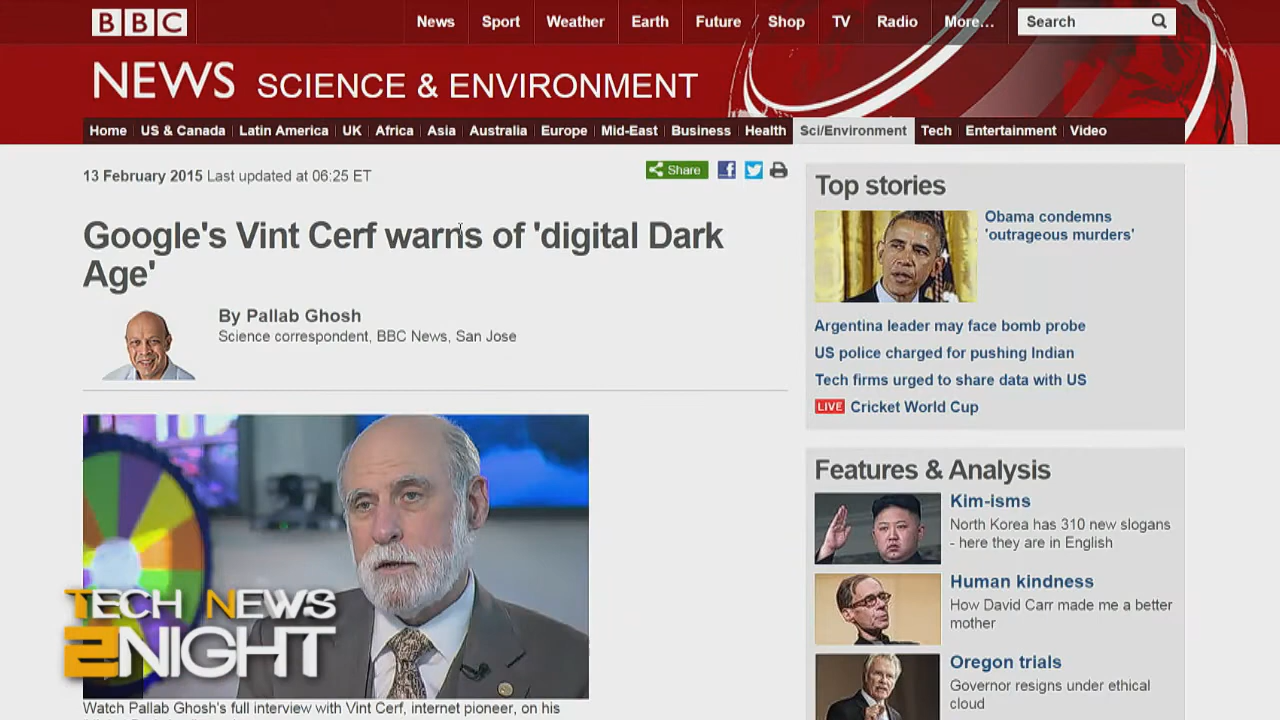 BBC
News Sport Weather Earth Future Shop TV Radio More... Search
NEWS SCIENCE & ENVIRONMENT
Home US & Canada Latin America UK Africa Asia Australia Europe Mid-East Business Health Sci/Environment Tech Entertainment Video
13 February 2015 Last updated at 06:25 ET
Share
Google's Vint Cerf warns of 'digital Dark
Age'
By Pallab Ghosh
Science correspondent, BBC News, San Jose
TECH NEWS
2NIGHT
Watch Pallab Ghosh's full interview with Vint Cerf, internet pioneer, on his
Top stories
Obama condemns
'outrageous murders'
Argentina leader may face bomb probe
US police charged for pushing Indian
Tech firms urged to share data with US
LIVE Cricket World Cup
Features & Analysis
Kim-isms
North Korea has 310 new slogans
- here they are in English
Human kindness
How David Carr made me a better
mother
Oregon trials
Governor resigns under ethical
cloud